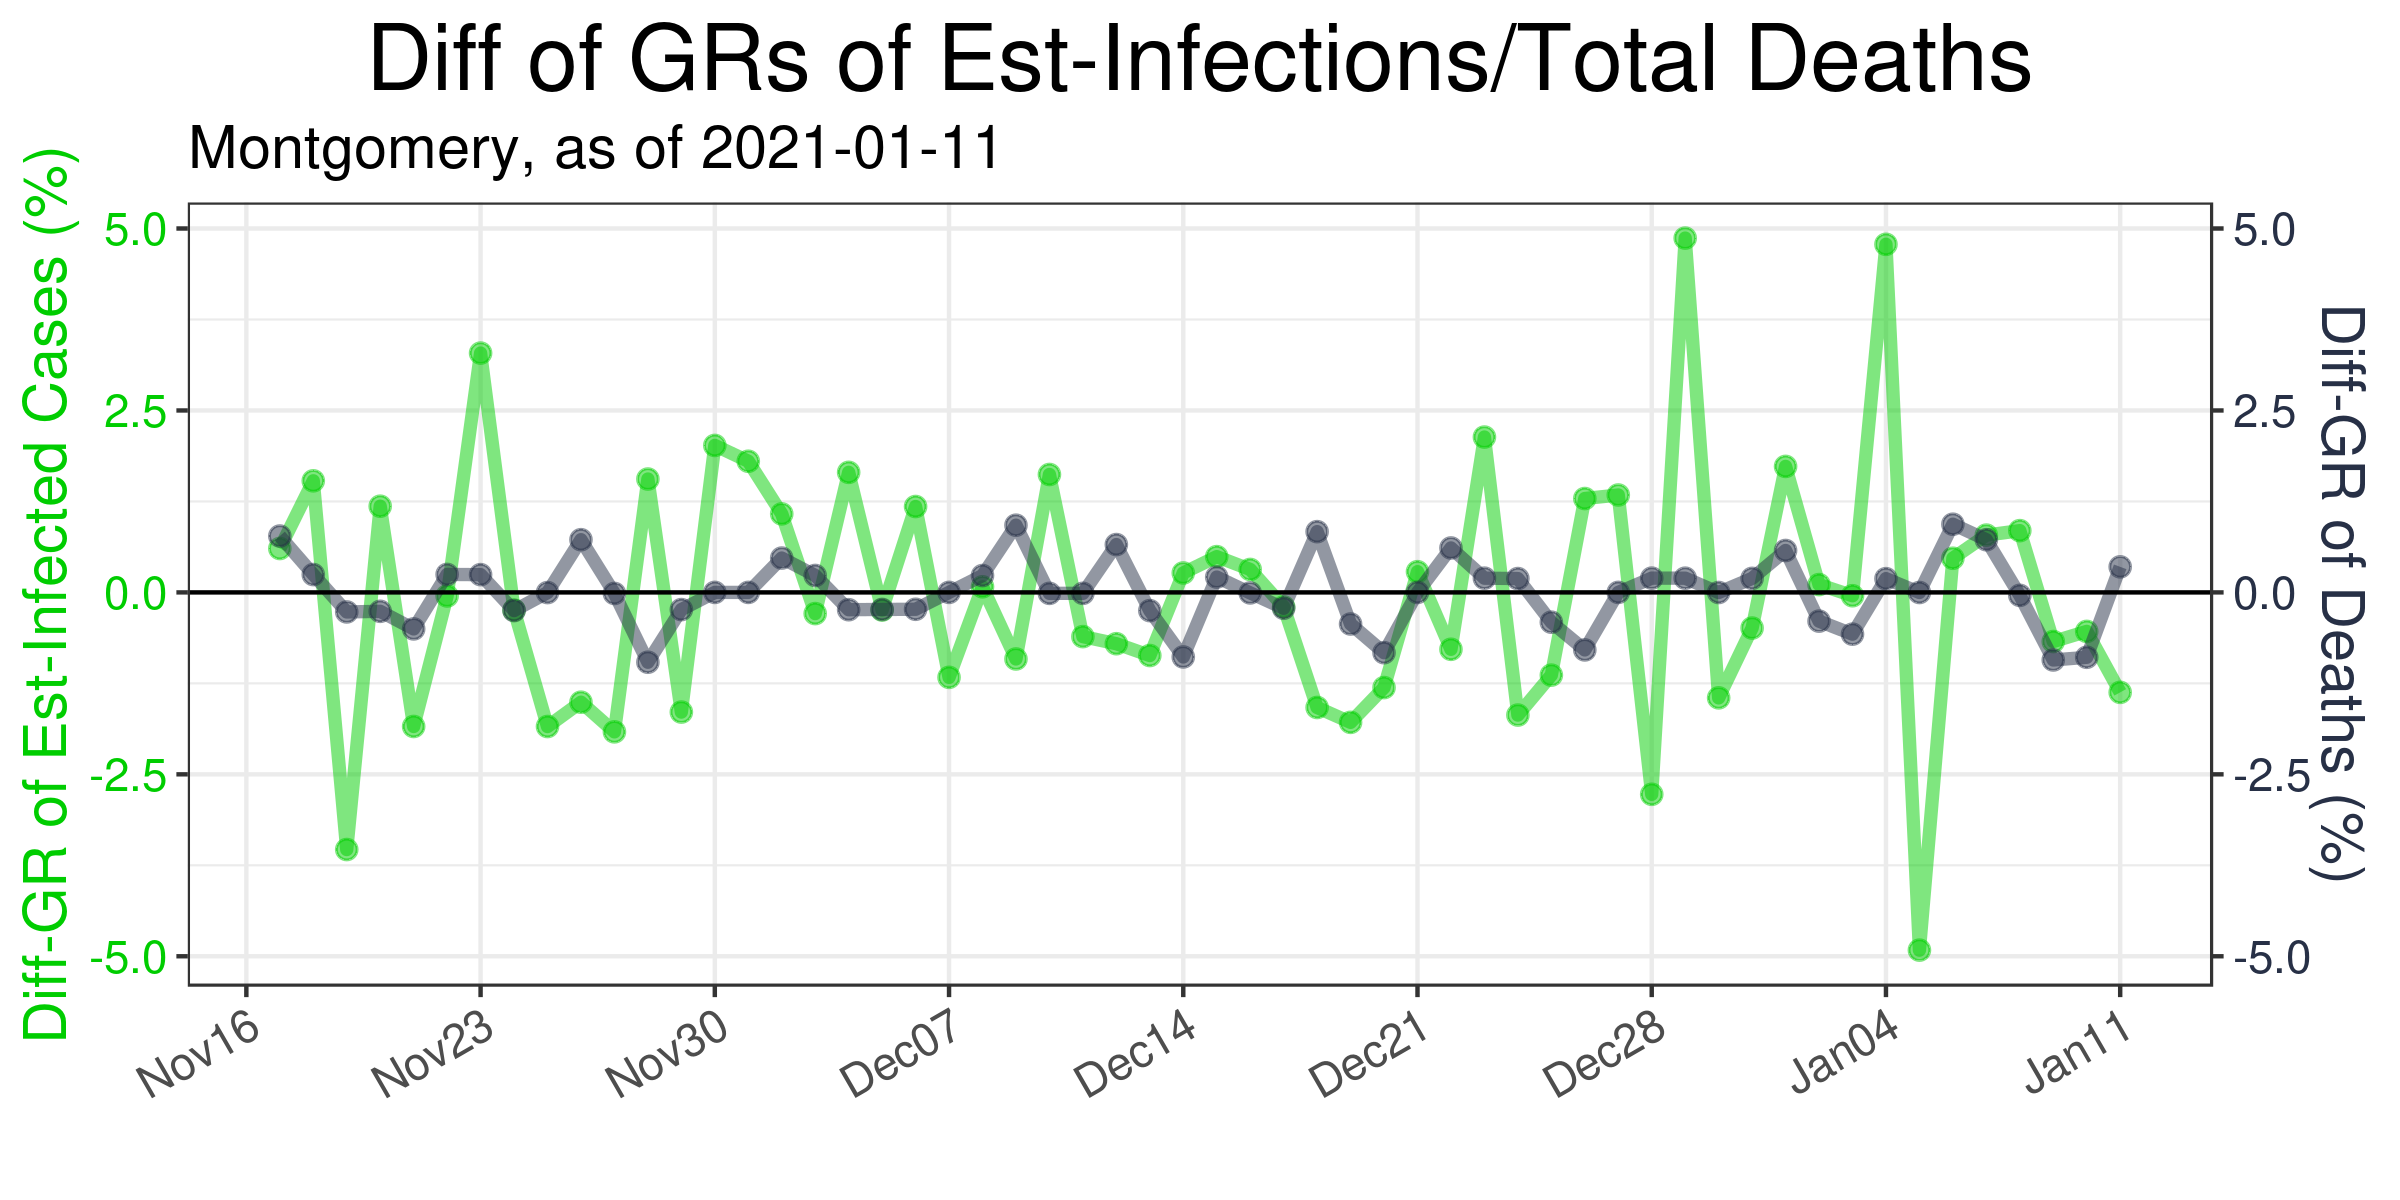 Diff of GRs of Est-Infections/Total Deaths
Montgomery, as of 2021-01-11
Diff-GR of Est-Infected Cases (%)
5.0
2.5
0.0
-2.5
-5.0
5.0
2.5
0.0
-2.5
-5.0
Diff-GR of Deaths (%)
Nov16
Nov23
Nov30
Dec07
Dec14
Dec21
Dec28
Jan04
Jan11